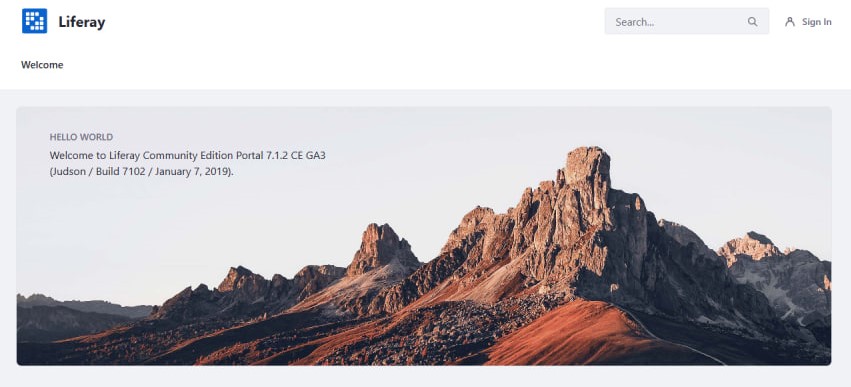 Liferay
Search...
Sign In
Welcome
HELLO WORLD
Welcome to Liferay Community Edition Portal 7.1.2 CE GA3
(Judson / Build 7102 / January 7, 2019).